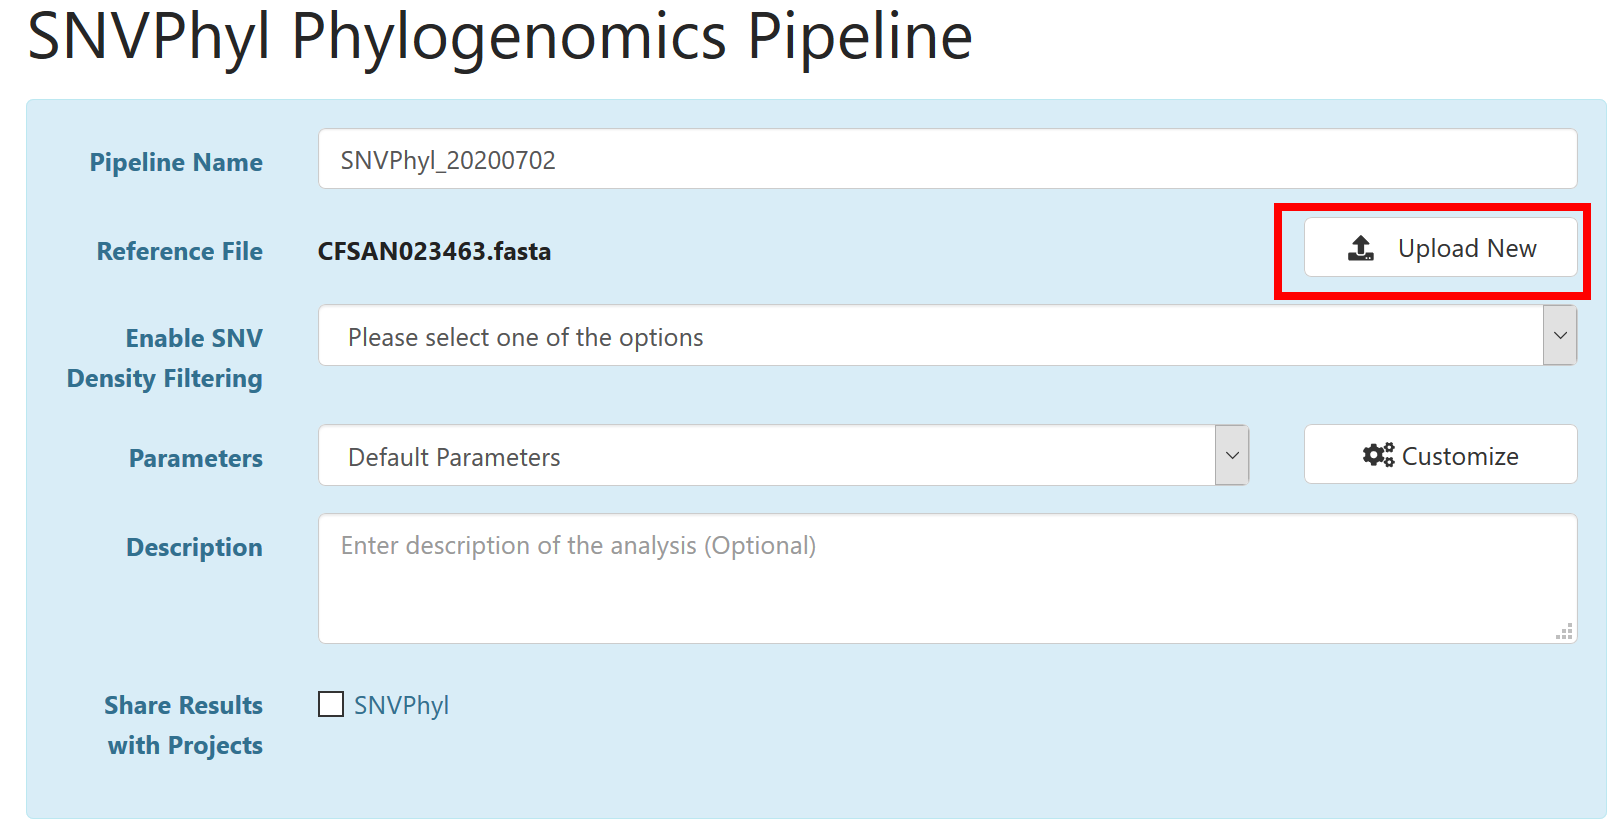 SNVPhyl Phylogenomics Pipeline
Pipeline Name
SNVPhyl_20200702
Reference File
CFSAN023463.fasta
Upload New
Enable SNV
Density Filtering
Please select one of the options
Parameters
Default Parameters
Customize
Description
Enter description of the analysis (Optional)
Share Results
with Projects
SNVPhyl